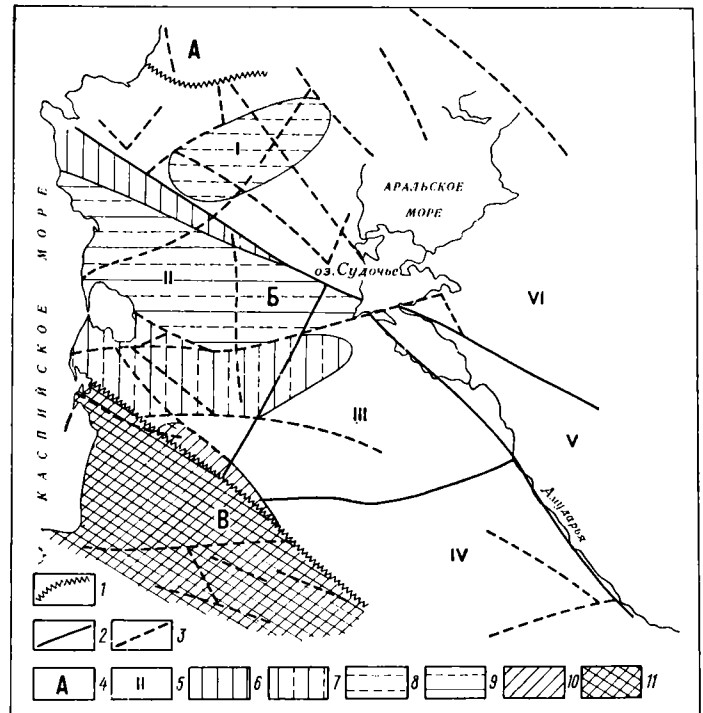 А
I
АРАЛЬСКОЕ
МОРЕ
КАСПИЙСКОЕ МОРЕ
оз. Судочье
II
Б
VI
III
V
Амударья
В
IV
1
2 3
А 4 II 5 6 7 8 9 10 11